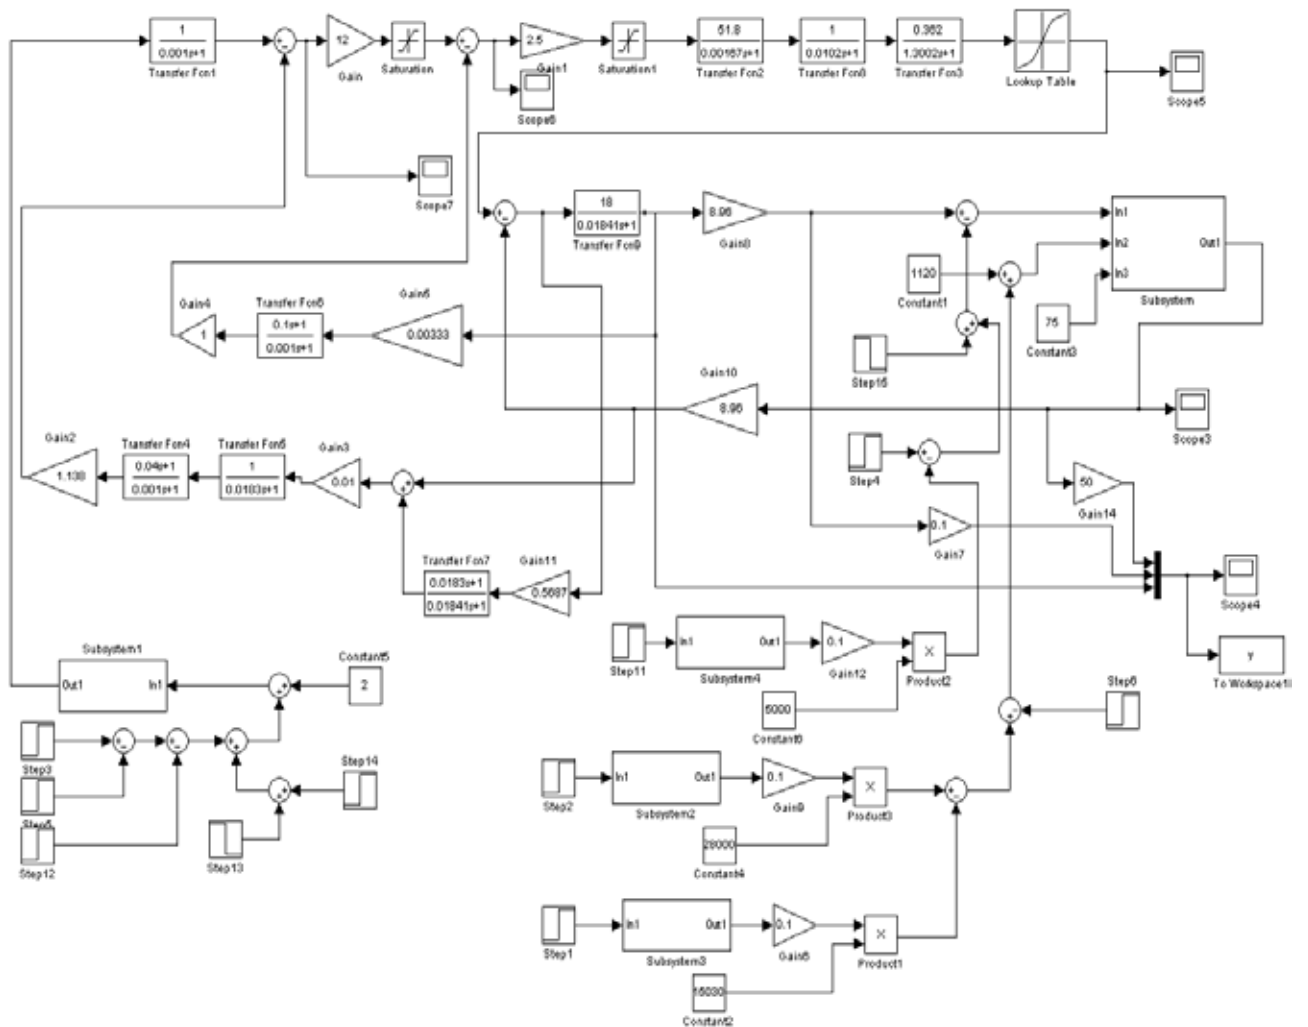 1
0.001s+1
Transfer Fcn1
12
Gain
Saturation
2.5
Gain1
Saturation1
51.8
0.00167s+1
Transfer Fcn2
1
0.0102s+1
Transfer Fcn8
0.362
1.3002s+1
Transfer Fcn3
Lookup Table
Scope5
Scope6
Scope7
18
0.01841s+1
Transfer Fcn9
8.96
Gain8
In1
In2
In3
Out1
Subsystem
1120
Constant1
75
Constant3
Gain4
1
Transfer Fcn6
0.1s+1
0.001s+1
Gain5
0.00333
Step15
Gain10
8.96
Scope3
Gain2
1.138
Transfer Fcn4
0.04s+1
0.001s+1
Transfer Fcn5
1
0.0183s+1
Gain3
0.01
Step4
50
Gain14
0.1
Gain7
0.0183s+1
0.01841s+1
Transfer Fcn7
Gain11
0.5687
Scope4
y
To Workspace1
Step11
In1
Out1
Subsystem4
0.1
Gain12
Product2
5000
Constant6
Step6
Subsystem1
Out1
In1
Constant5
2
Step3
Step5
Step12
Step14
Step13
Step2
In1
Out1
Subsystem2
0.1
Gain9
Product3
28000
Constant4
Step1
In1
Out1
Subsystem3
0.1
Gain6
Product1
15030
Constant2